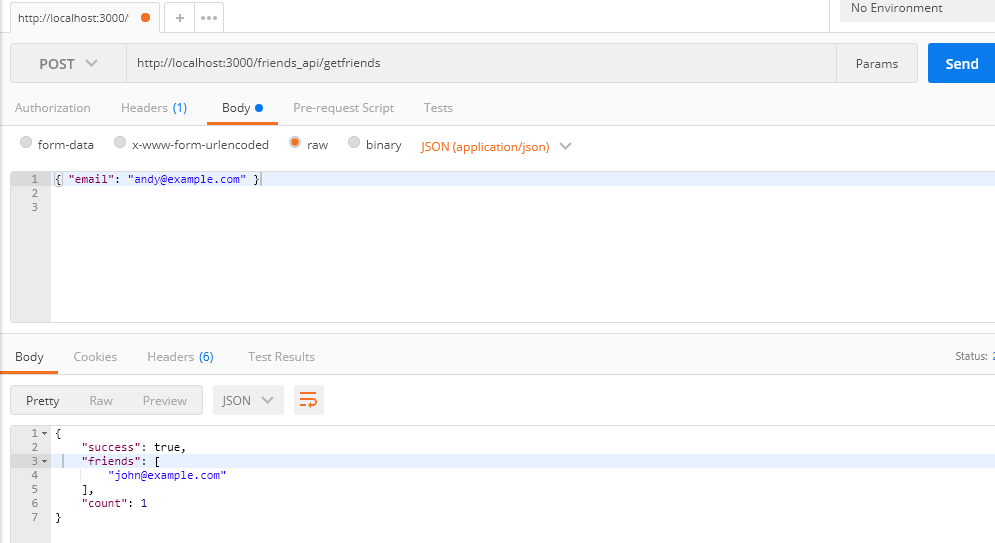 http://localhost:3000/ + ••• No Environment
POST http://localhost:3000/friends_api/getfriends Params Send
Authorization Headers (1) Body Pre-request Script Tests
form-data x-www-form-urlencoded raw binary JSON (application/json)
1 { "email": "andy@example.com" }
2
3
Body Cookies Headers (6) Test Results Status: 2
Pretty Raw Preview JSON
1 {
2 "success": true,
3 "friends": [
4 "john@example.com"
5 ],
6 "count": 1
7 }